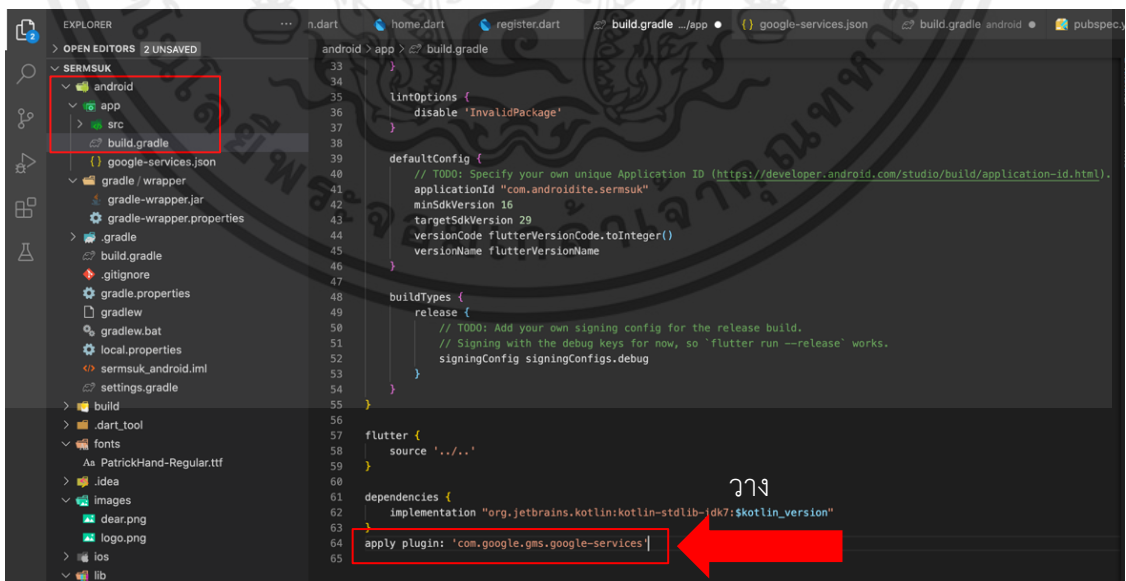 EXPLORER
n.dart
home.dart
register.dart
build.gradle .../app
{} google-services.json
build.gradle android
pubspec.y
2
OPEN EDITORS 2 UNSAVED
android > app > build.gradle
SERMSUK
android
app
src
build.gradle
{} google-services.json
gradle / wrapper
gradle-wrapper.jar
gradle-wrapper.properties
.gradle
build.gradle
.gitignore
gradle.properties
gradlew
gradlew.bat
local.properties
sermsuk_android.iml
settings.gradle
build
.dart_tool
fonts
Aa PatrickHand-Regular.ttf
.idea
images
dear.png
logo.png
ios
lib
33 }
34
35 lintOptions {
36 disable 'InvalidPackage'
37 }
38
39 defaultConfig {
40 // TODO: Specify your own unique Application ID (https://developer.android.com/studio/build/application-id.html).
41 applicationId "com.androidite.sermsuk"
42 minSdkVersion 16
43 targetSdkVersion 29
44 versionCode flutterVersionCode.toInteger()
45 versionName flutterVersionName
46 }
47
48 buildTypes {
49 release {
50 // TODO: Add your own signing config for the release build.
51 // Signing with the debug keys for now, so `flutter run --release` works.
52 signingConfig signingConfigs.debug
53 }
54 }
55 }
56
57 flutter {
58 source '../..'
59 }
60
61 dependencies {
62 implementation "org.jetbrains.kotlin:kotlin-stdlib-jdk7:$kotlin_version"
63 }
64 apply plugin: 'com.google.gms.google-services'
65
วาง